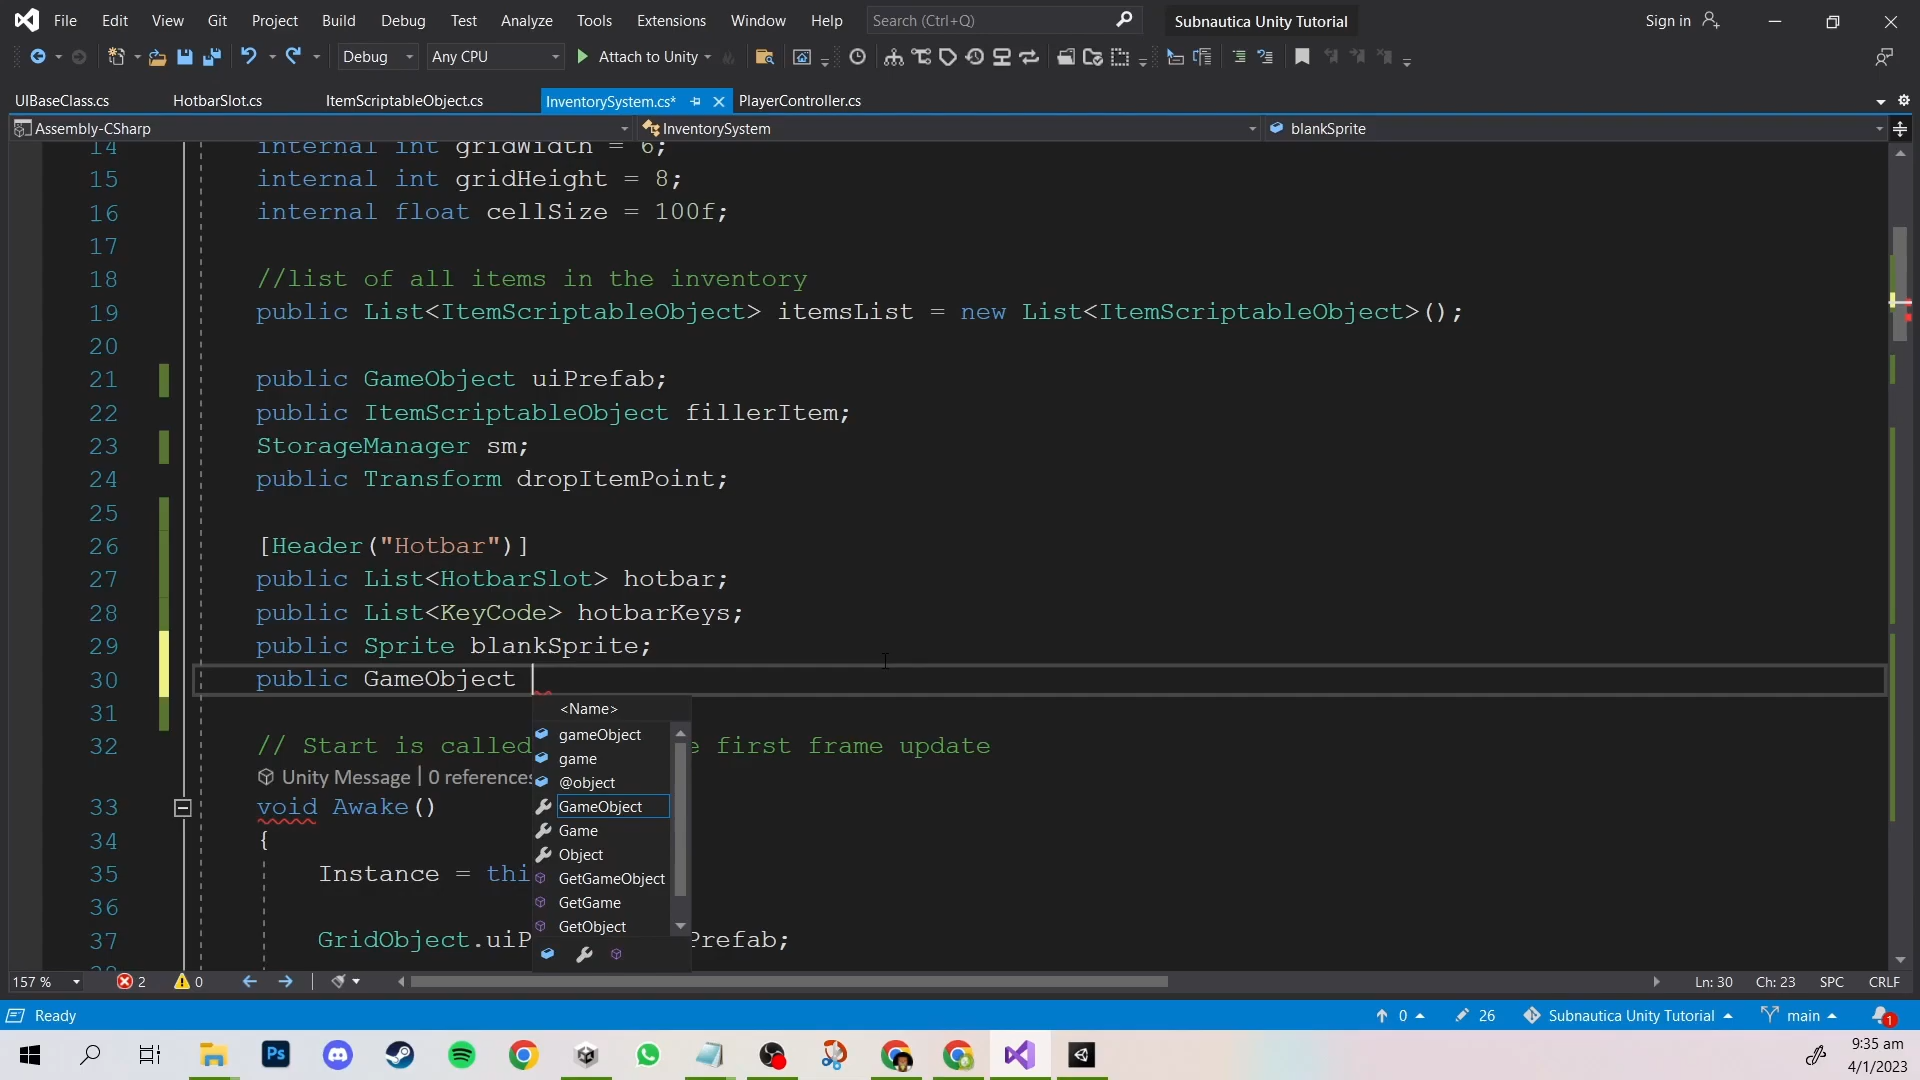 File Edit View Git Project Build Debug Test Analyze Tools Extensions Window Help Search (Ctrl+Q) Subnautica Unity Tutorial Sign in
Debug Any CPU Attach to Unity
UIBaseClass.cs HotbarSlot.cs ItemScriptableObject.cs InventorySystem.cs* PlayerController.cs
Assembly-CSharp InventorySystem blankSprite
14 internal int gridWidth = 6;
15 internal int gridHeight = 8;
16 internal float cellSize = 100f;
17
18 //list of all items in the inventory
19 public List<ItemScriptableObject> itemsList = new List<ItemScriptableObject>();
20
21 public GameObject uiPrefab;
22 public ItemScriptableObject fillerItem;
23 StorageManager sm;
24 public Transform dropItemPoint;
25
26 [Header("Hotbar")]
27 public List<HotbarSlot> hotbar;
28 public List<KeyCode> hotbarKeys;
29 public Sprite blankSprite;
30 public GameObject
31
<Name>
gameObject
game
@object
GameObject
Game
Object
GetGameObject
GetGame
GetObject
32 // Start is called e first frame update
Unity Message | 0 references
33 void Awake()
34 {
35 Instance = thi
36
37 GridObject.uiP Prefab;
157 % 2 0 Ln: 30 Ch: 23 SPC CRLF
Ready 0 26 Subnautica Unity Tutorial main 1
Ps
9:35 am
4/1/2023